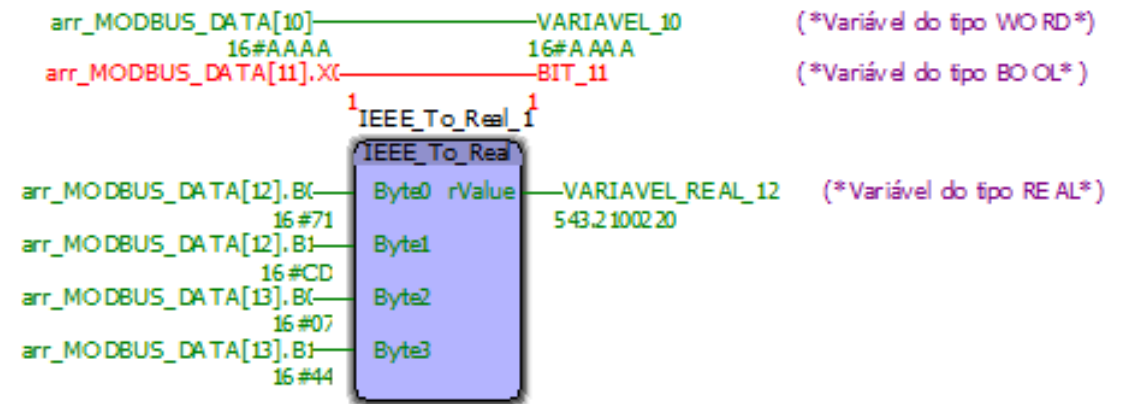 arr_MODBUS_DATA[10] VARIAVEL_10 (*Variável do tipo WORD*)
16#AAAA 16#AAAA
arr_MODBUS_DATA[11].X( BIT_11 (*Variável do tipo BOOL*)
1 1
IEEE_To_Real_1
IEEE_To_Real
arr_MODBUS_DATA[12].B( Byte0 rValue VARIAVEL_REAL_12 (*Variável do tipo REAL*)
16#71 543.2100220
arr_MODBUS_DATA[12].B1 Byte1
16#CD
arr_MODBUS_DATA[13].B( Byte2
16#07
arr_MODBUS_DATA[13].B1 Byte3
16#44